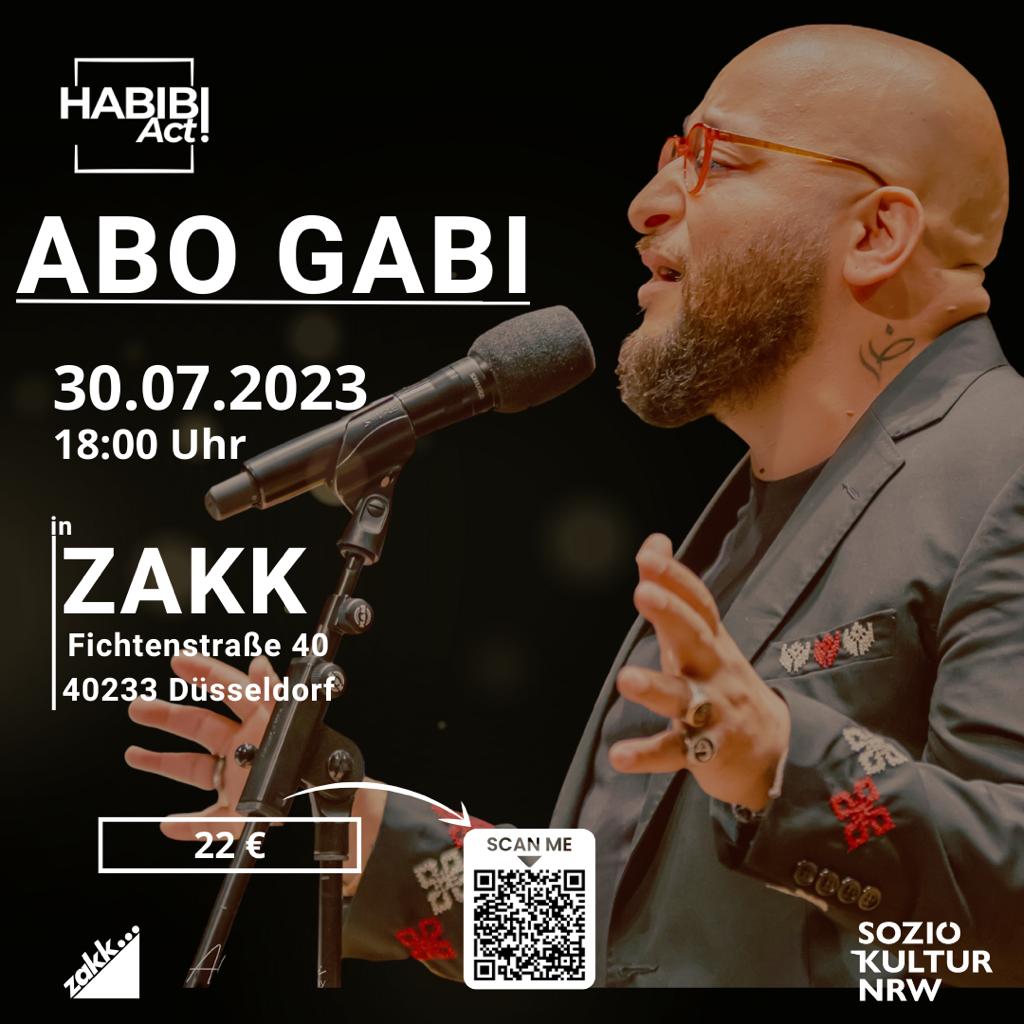 HABIBI
Act!
ABO GABI
30.07.2023
18:00 Uhr
in
ZAKK
Fichtenstraße 40
40233 Düsseldorf
22 €
SCAN ME
zakk...
SOZIO
KULTUR
NRW